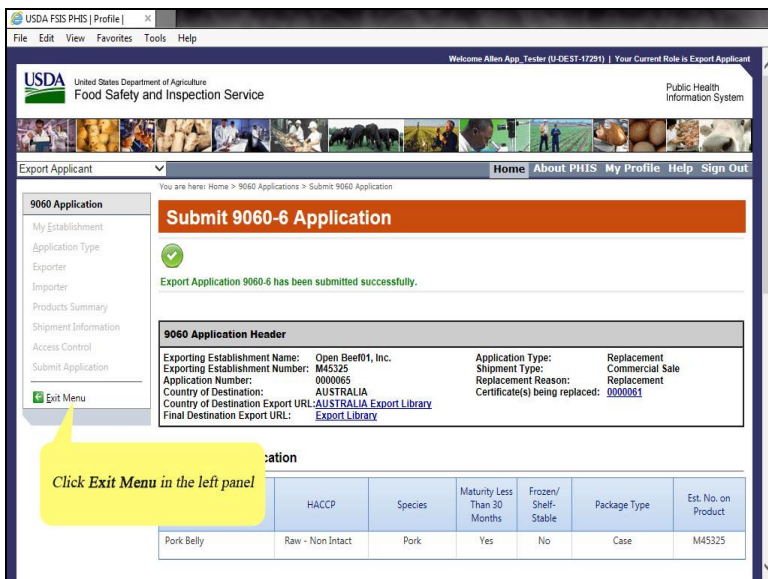 USDA FSIS PHIS | Profile |
File Edit View Favorites Tools Help
Welcome Allen App_Tester (U-DEST-17291) | Your Current Role is Export Applicant
USDA
United States Department of Agriculture
Food Safety and Inspection Service
Public Health
Information System
Export Applicant
Home About PHIS My Profile Help Sign Out
You are here: Home > 9060 Applications > Submit 9060 Application
9060 Application
My Establishment
Application Type
Exporter
Importer
Products Summary
Shipment Information
Access Control
Submit Application
Exit Menu
Submit 9060-6 Application
Export Application 9060-6 has been submitted successfully.
9060 Application Header
Exporting Establishment Name: Open Beef01, Inc.
Exporting Establishment Number: M45325
Application Number: 0000065
Country of Destination: AUSTRALIA
Country of Destination Export URL:AUSTRALIA Export Library
Final Destination Export URL: Export Library
Application Type: Replacement
Shipment Type: Commercial Sale
Replacement Reason: Replacement
Certificate(s) being replaced: 0000061
Click Exit Menu in the left panel
HACCP
Species
Maturity Less
Than 30
Months
Frozen/
Shelf-
Stable
Package Type
Est. No. on
Product
Pork Belly Raw - Non Intact Pork Yes No Case M45325